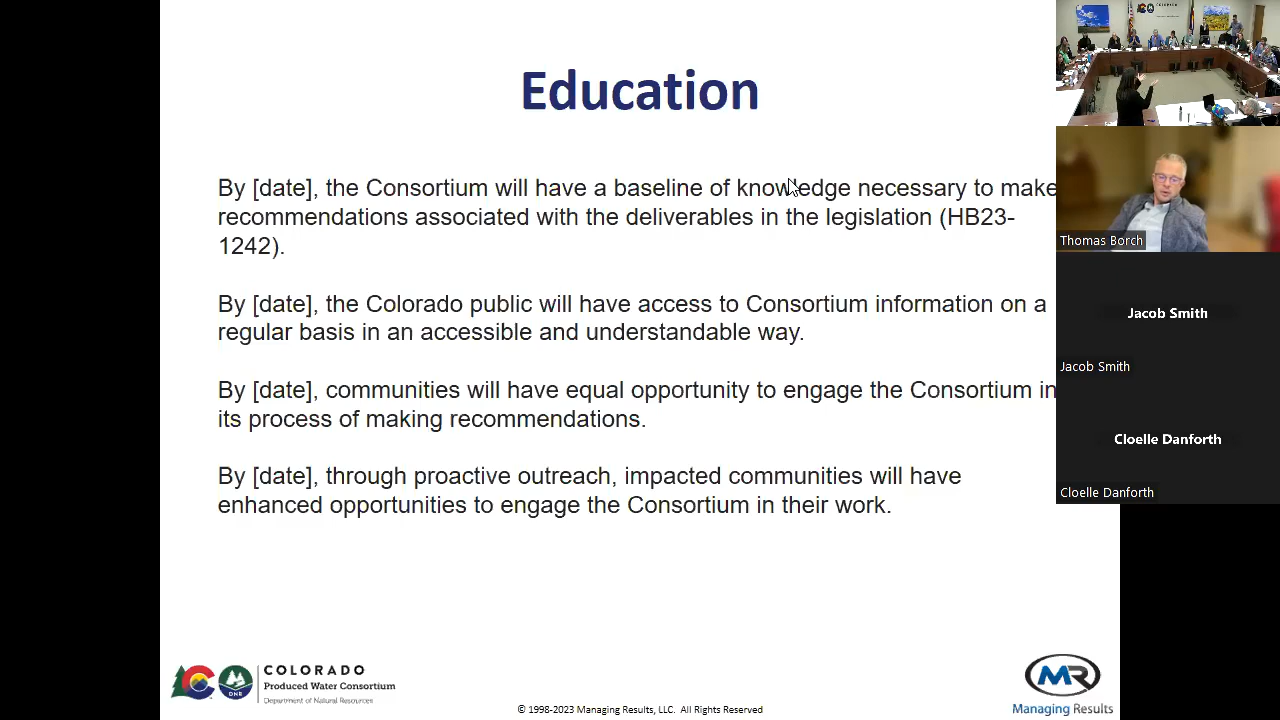 Education
By [date], the Consortium will have a baseline of knowledge necessary to make
recommendations associated with the deliverables in the legislation (HB23-
1242).
By [date], the Colorado public will have access to Consortium information on a
regular basis in an accessible and understandable way.
By [date], communities will have equal opportunity to engage the Consortium in
its process of making recommendations.
By [date], through proactive outreach, impacted communities will have
enhanced opportunities to engage the Consortium in their work.
COLORADO
Produced Water Consortium
Department of Natural Resources
DNR
© 1998-2023 Managing Results, LLC. All Rights Reserved
MR
Managing Results
COLORADO
Thomas Borch
Jacob Smith
Jacob Smith
Cloelle Danforth
Cloelle Danforth